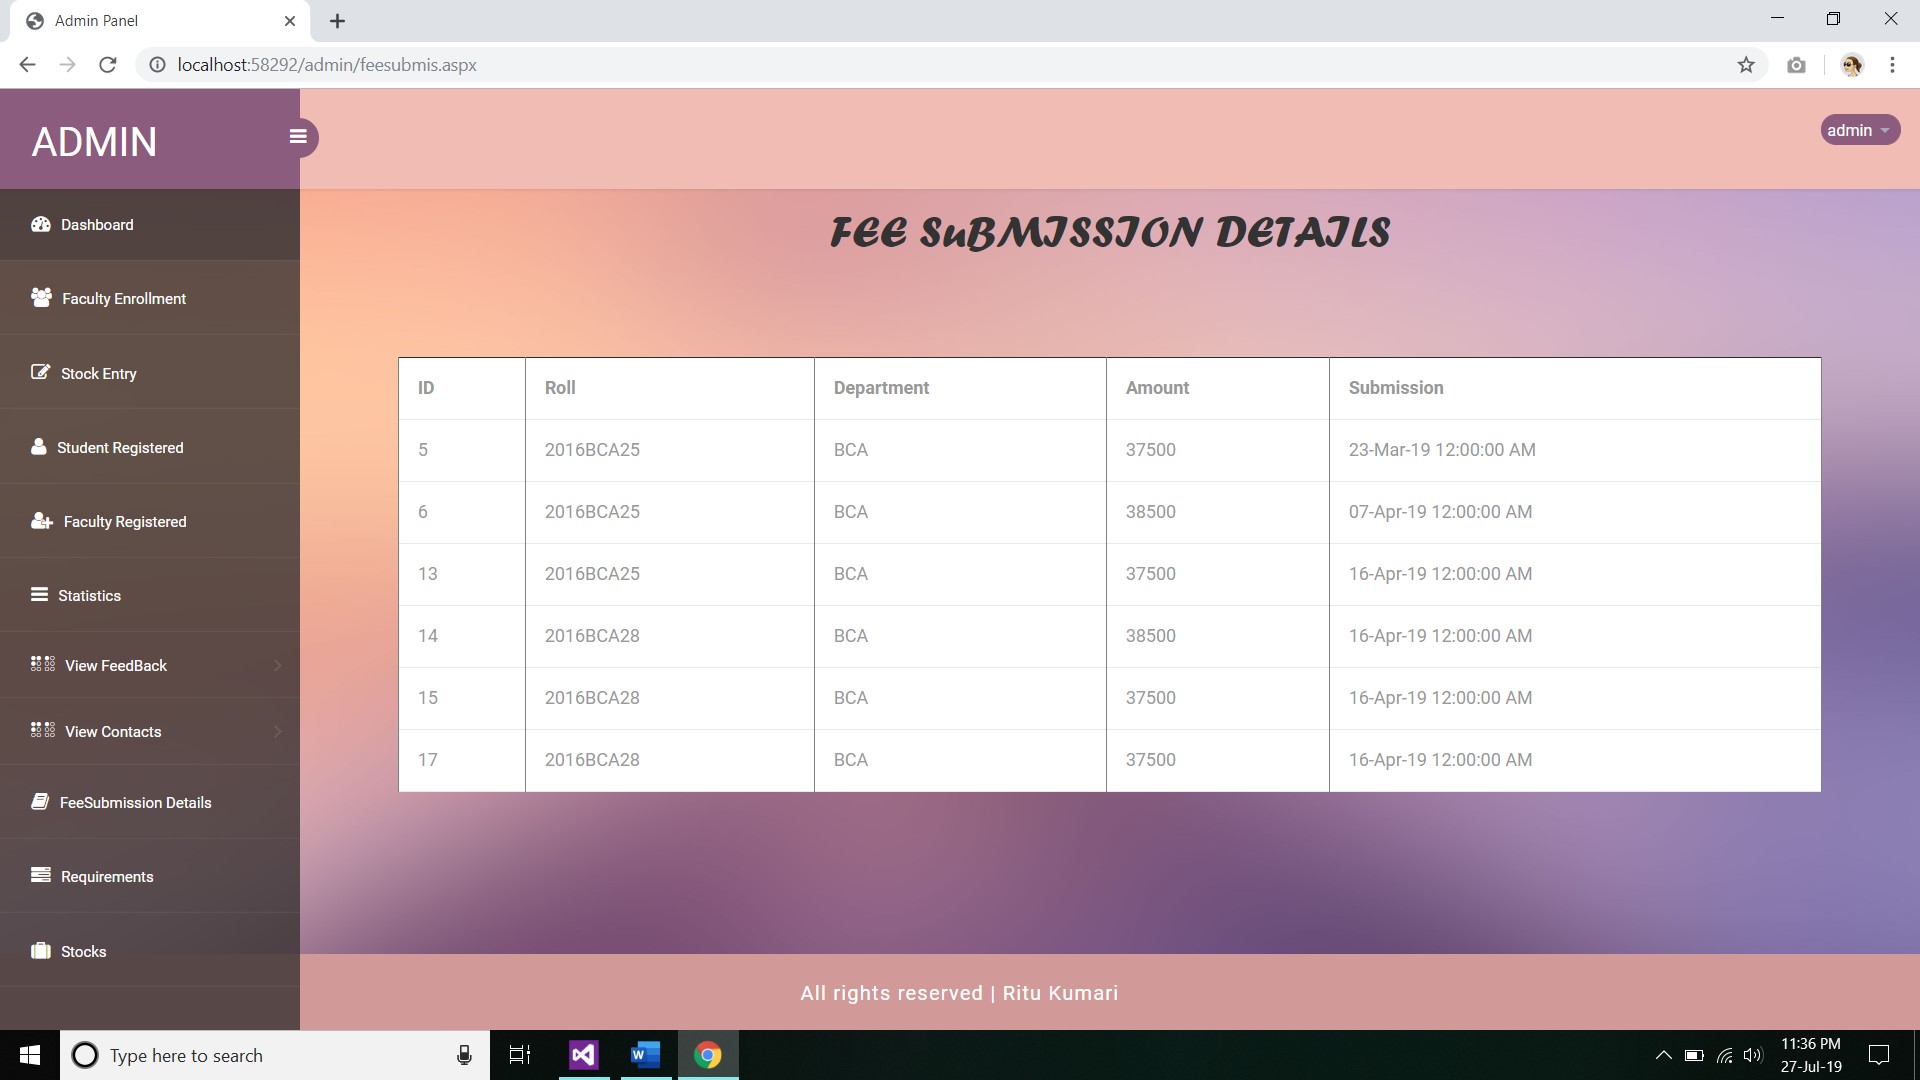 Admin Panel
localhost:58292/admin/feesubmis.aspx
ADMIN
admin
Dashboard
Faculty Enrollment
Stock Entry
Student Registered
Faculty Registered
Statistics
View FeedBack
View Contacts
FeeSubmission Details
Requirements
Stocks
FEE SuBMISSION DETAILS
ID Roll Department Amount Submission
5 2016BCA25 BCA 37500 23-Mar-19 12:00:00 AM
6 2016BCA25 BCA 38500 07-Apr-19 12:00:00 AM
13 2016BCA25 BCA 37500 16-Apr-19 12:00:00 AM
14 2016BCA28 BCA 38500 16-Apr-19 12:00:00 AM
15 2016BCA28 BCA 37500 16-Apr-19 12:00:00 AM
17 2016BCA28 BCA 37500 16-Apr-19 12:00:00 AM
All rights reserved | Ritu Kumari
Type here to search
11:36 PM
27-Jul-19